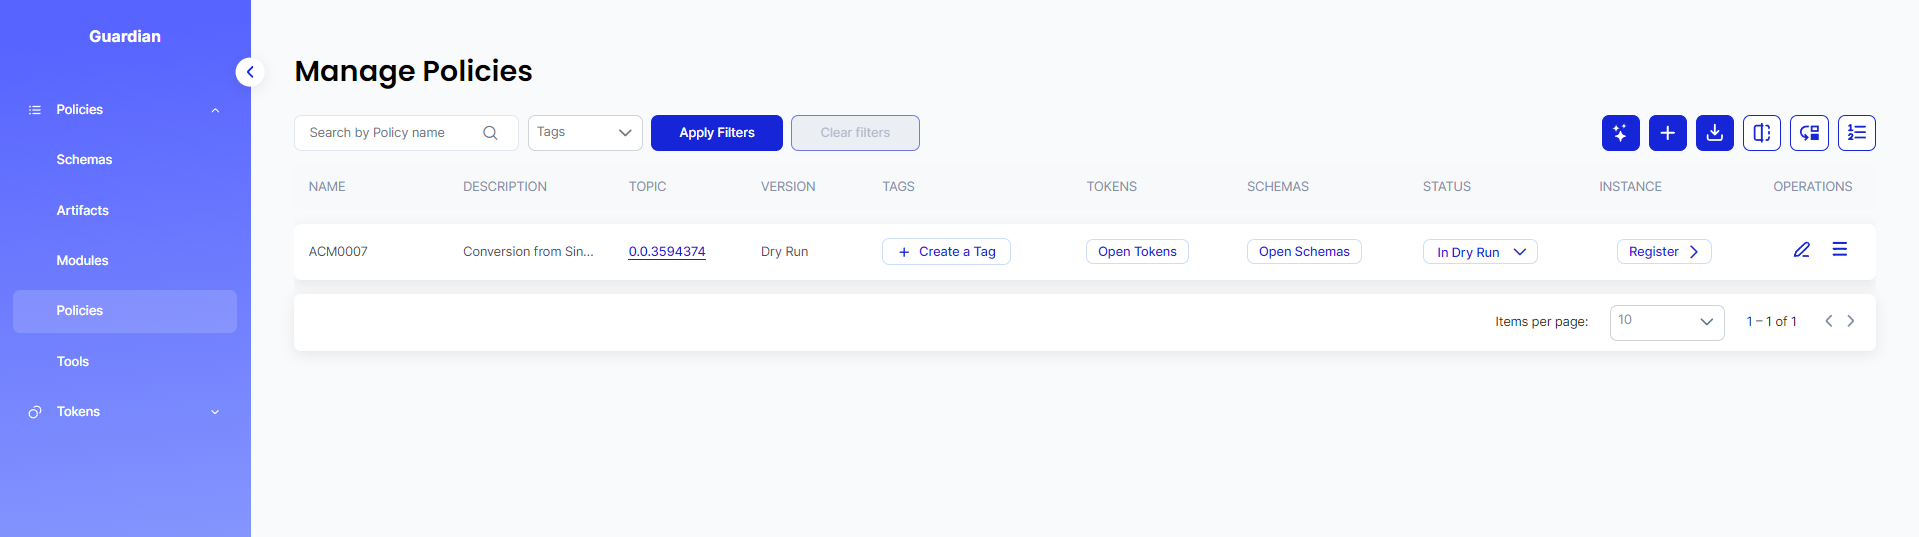 Guardian
Policies
Schemas
Artifacts
Modules
Policies
Tools
Tokens
Manage Policies
Search by Policy name Tags Apply Filters Clear filters
NAME DESCRIPTION TOPIC VERSION TAGS TOKENS SCHEMAS STATUS INSTANCE OPERATIONS
ACM0007 Conversion from Sin... 0.0.3594374 Dry Run + Create a Tag Open Tokens Open Schemas In Dry Run Register
Items per page: 10 1 – 1 of 1